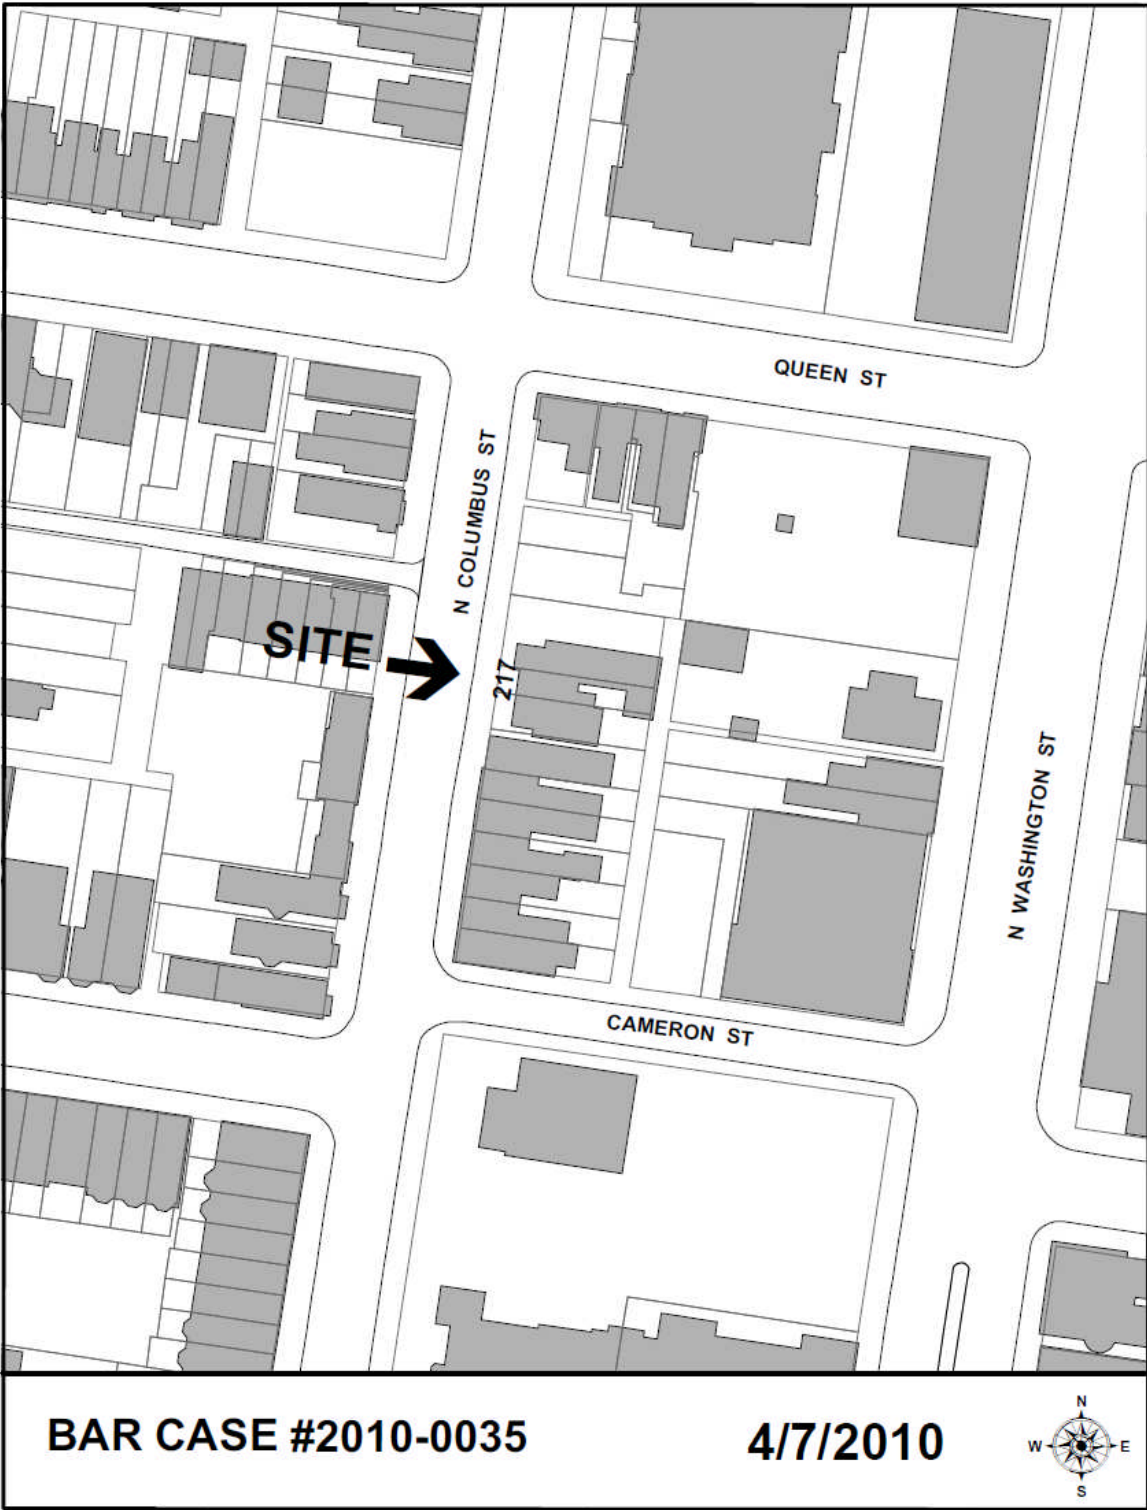 QUEEN ST
N COLUMBUS ST
SITE
217
N WASHINGTON ST
CAMERON ST
BAR CASE #2010-0035
4/7/2010
N
W
E
S